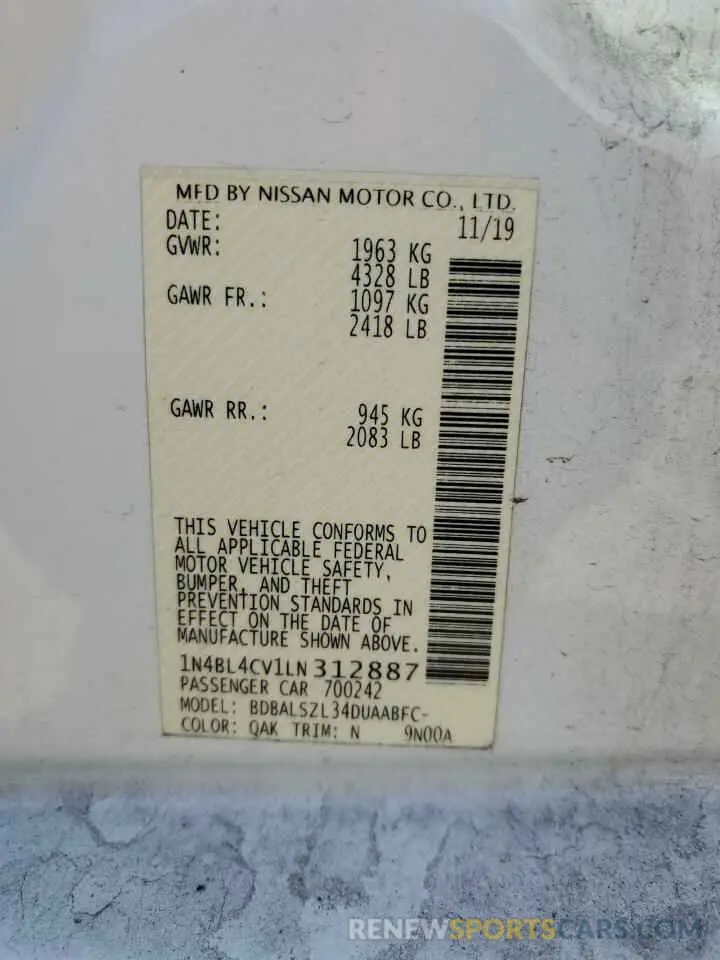 MFD BY NISSAN MOTOR CO., LTD.
DATE: 11/19
GVWR: 1963 KG
4328 LB
GAWR FR.: 1097 KG
2418 LB
GAWR RR.: 945 KG
2083 LB
THIS VEHICLE CONFORMS TO
ALL APPLICABLE FEDERAL
MOTOR VEHICLE SAFETY,
BUMPER, AND THEFT
PREVENTION STANDARDS IN
EFFECT ON THE DATE OF
MANUFACTURE SHOWN ABOVE.
1N4BL4CV1LN312887
PASSENGER CAR 700242
MODEL: BDBALSZL34DUAABFC-
COLOR: QAK TRIM: N 9N00A
RENEWSPORTSCARS.COM